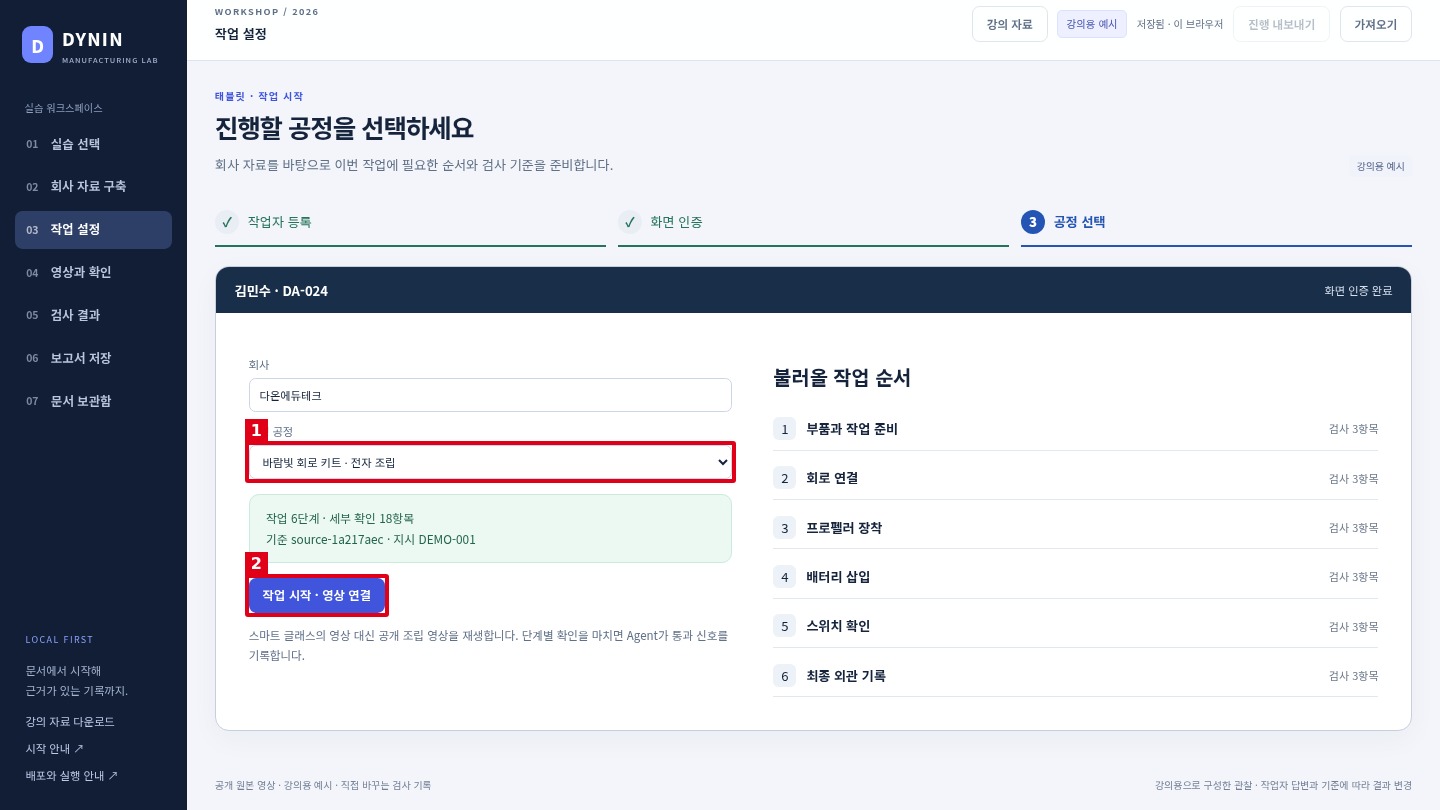 D
DYNIN
MANUFACTURING LAB
실습 워크스페이스
01 실습 선택
02 회사 자료 구축
03 작업 설정
04 영상과 확인
05 검사 결과
06 보고서 저장
07 문서 보관함
LOCAL FIRST
문서에서 시작해
근거가 있는 기록까지.
강의 자료 다운로드
시작 안내 ↗
배포와 실행 안내 ↗
WORKSHOP / 2026
작업 설정
강의 자료
강의용 예시
저장됨 · 이 브라우저
진행 내보내기
가져오기
태블릿 · 작업 시작
진행할 공정을 선택하세요
회사 자료를 바탕으로 이번 작업에 필요한 순서와 검사 기준을 준비합니다.
강의용 예시
✓ 작업자 등록
✓ 화면 인증
3 공정 선택
김민수 · DA-024
화면 인증 완료
회사
다온에듀테크
1 공정
바람빛 회로 키트 · 전자 조립
작업 6단계 · 세부 확인 18항목
기준 source-1a217aec · 지시 DEMO-001
2
작업 시작 · 영상 연결
스마트 글래스의 영상 대신 공개 조립 영상을 재생합니다. 단계별 확인을 마치면 Agent가 통과 신호를
기록합니다.
불러올 작업 순서
1 부품과 작업 준비 검사 3항목
2 회로 연결 검사 3항목
3 프로펠러 장착 검사 3항목
4 배터리 삽입 검사 3항목
5 스위치 확인 검사 3항목
6 최종 외관 기록 검사 3항목
공개 원본 영상 · 강의용 예시 · 직접 바꾸는 검사 기록
강의용으로 구성한 관찰 · 작업자 답변과 기준에 따라 결과 변경